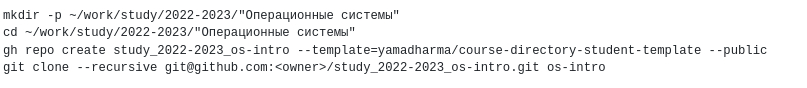 mkdir -p ~/work/study/2022-2023/"Операционные системы"
cd ~/work/study/2022-2023/"Операционные системы"
gh repo create study_2022-2023_os-intro --template=yamadharma/course-directory-student-template --public
git clone --recursive git@github.com:<owner>/study_2022-2023_os-intro.git os-intro